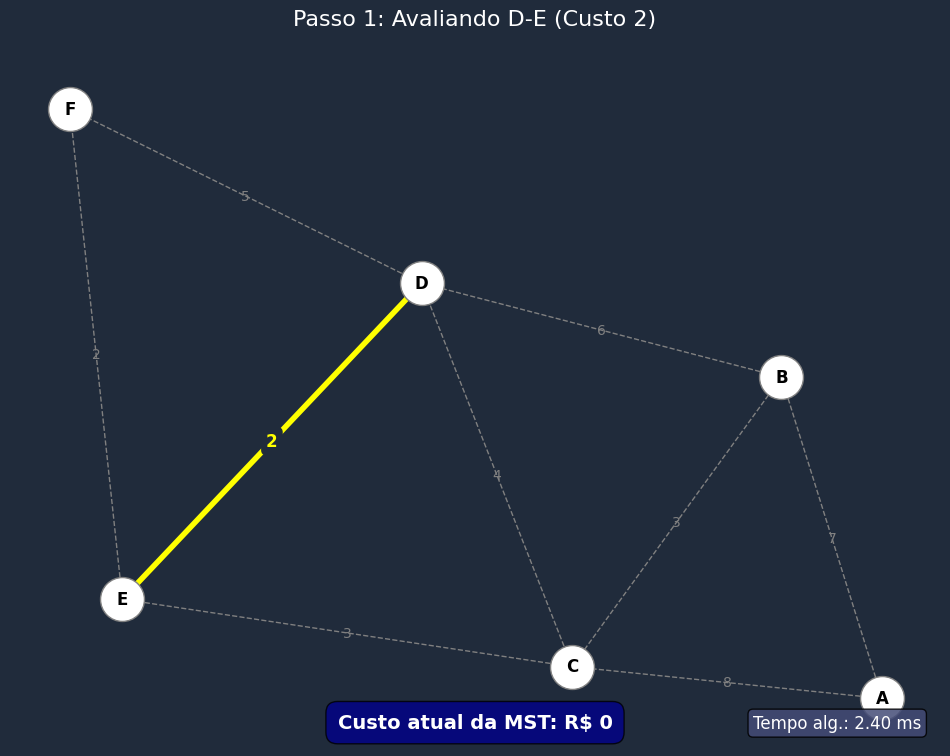 Passo 1: Avaliando D-E (Custo 2)
F
5
D
6
2
B
2
4
3
7
E
3
C
8
A
Custo atual da MST: R$ 0
Tempo alg.: 2.40 ms